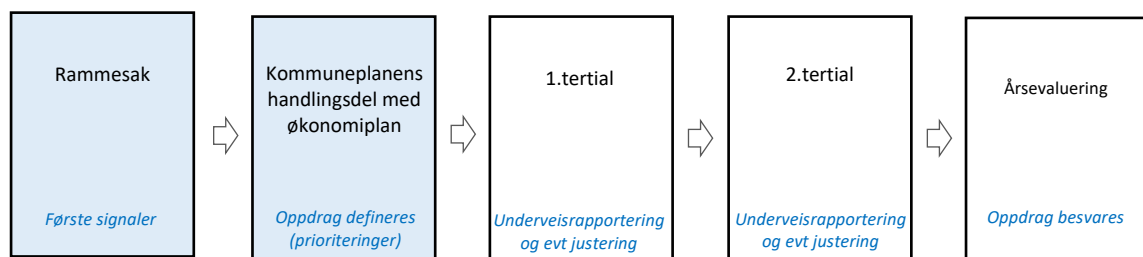 Rammesak
Første signaler
Kommuneplanens
handlingsdel med
økonomiplan
Oppdrag defineres
(prioriteringer)
1.tertial
Underveisrapportering
og evt justering
2.tertial
Underveisrapportering
og evt justering
Årsevaluering
Oppdrag besvares